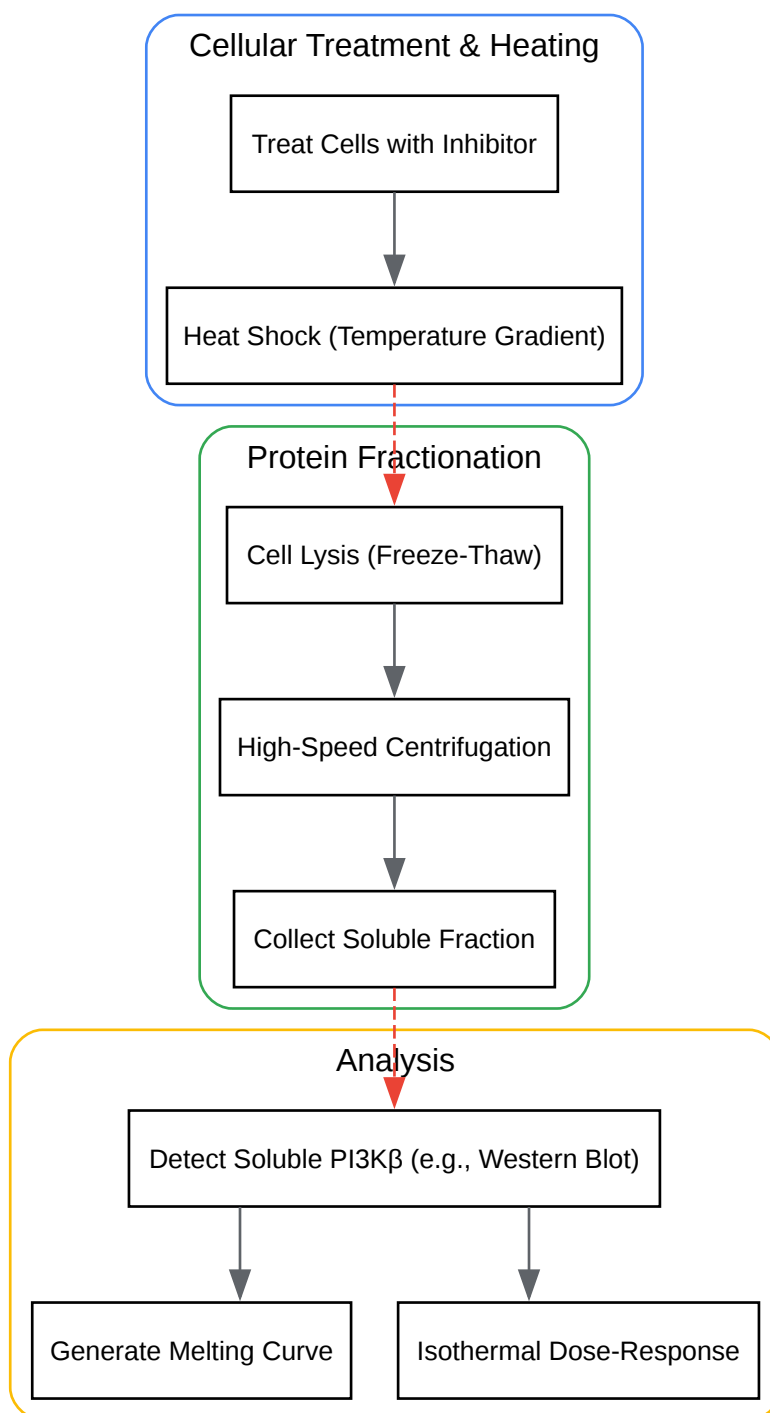 Cellular Treatment & Heating
Treat Cells with Inhibitor
Heat Shock (Temperature Gradient)
Protein Fractionation
Cell Lysis (Freeze-Thaw)
High-Speed Centrifugation
Collect Soluble Fraction
Analysis
Detect Soluble PI3Kβ (e.g., Western Blot)
Generate Melting Curve
Isothermal Dose-Response